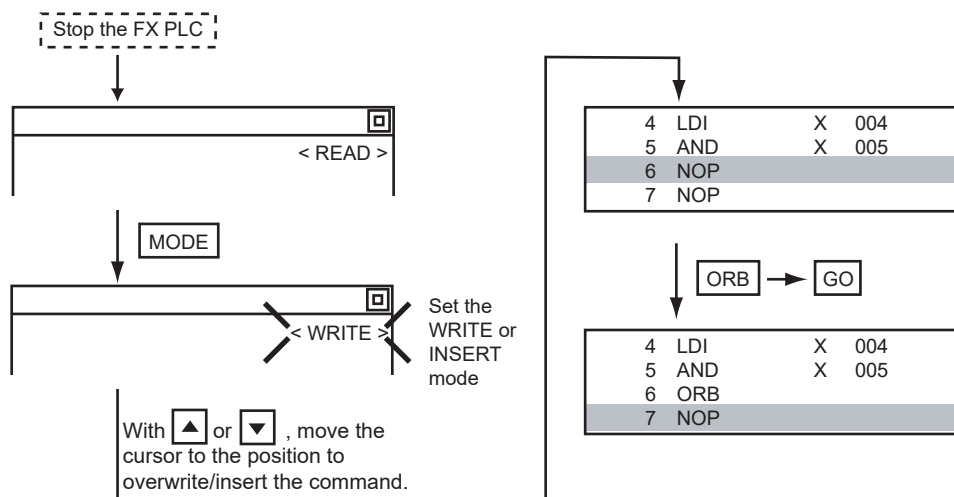 Stop the FX PLC
< READ >
MODE
< WRITE >
Set the
WRITE or
INSERT
mode
With ▲ or ▼ , move the
cursor to the position to
overwrite/insert the command.
4 LDI X 004
5 AND X 005
6 NOP
7 NOP
ORB GO
4 LDI X 004
5 AND X 005
6 ORB
7 NOP